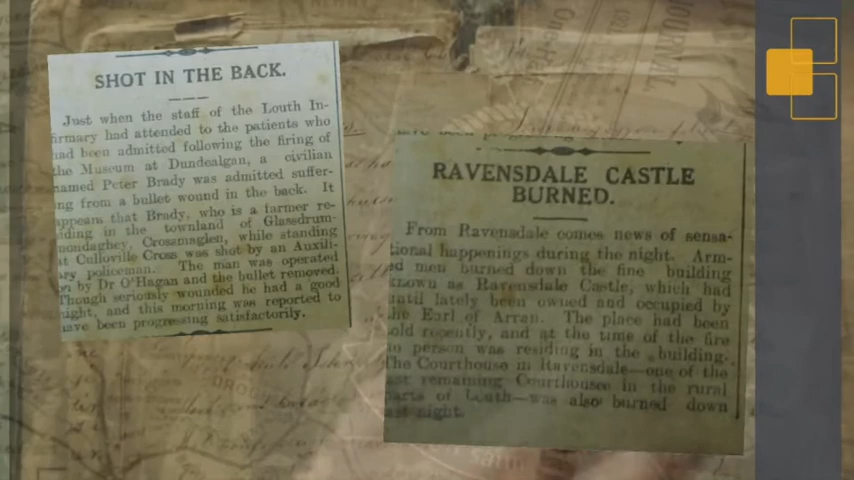 SHOT IN THE BACK.
Just when the staff of the Louth In-
firmary had attended to the patients who
had been admitted following the firing of
the Museum at Dundealgan, a civilian
named Peter Brady was admitted suffer-
ng from a bullet wound in the back. It
appears that Brady, who is a farmer re-
iding in the townland of Glassdrum-
mondaghey, Crossmaglen, while standing
at Culloville Cross was shot by an Auxili-
ry policeman. The man was operated
on by Dr O'Hagan and the bullet removed.
Though seriously wounded he had a good
night, and this morning was reported to
have been progressing satisfactorily.
RAVENSDALE CASTLE
BURNED.
From Ravensdale comes news of sensa-
tional happenings during the night. Arm-
ed men burned down the fine building
known as Ravensdale Castle, which had
until lately been owned and occupied by
the Earl of Arran. The place had been
old recently, and at the time of the fire
no person was residing in the building.
The Courthouse in Ravensdale—one of the
ast remaining Courthouses in the rural
parts of Louth—was also burned down
ast night.
JOURNAL